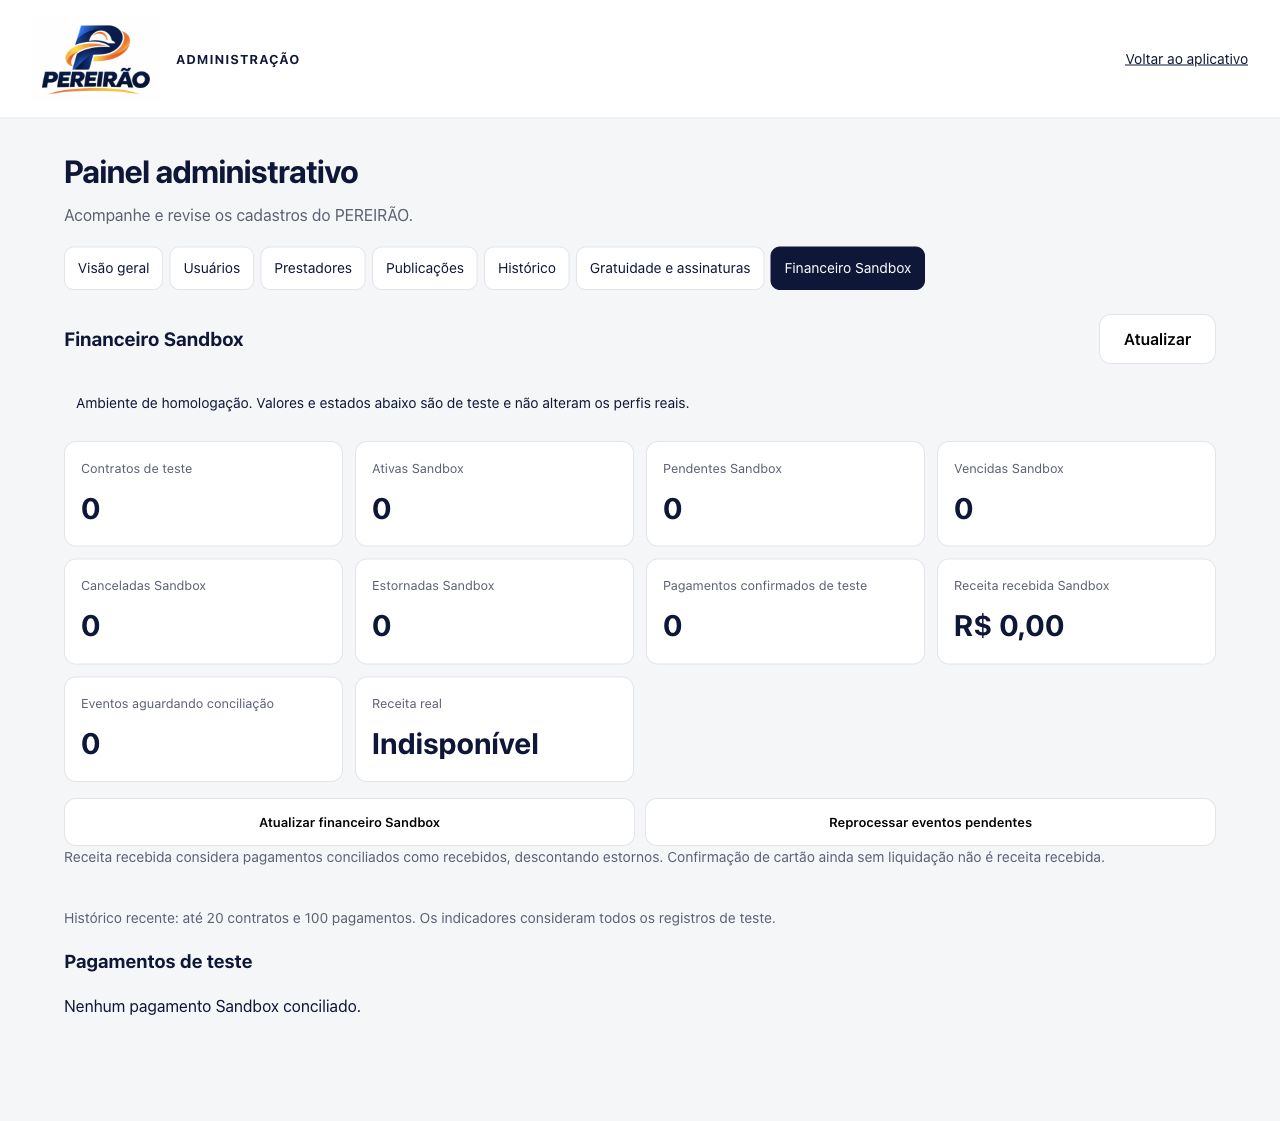 PEREIRÃO
ADMINISTRAÇÃO
Voltar ao aplicativo
Painel administrativo
Acompanhe e revise os cadastros do PEREIRÃO.
Visão geral
Usuários
Prestadores
Publicações
Histórico
Gratuidade e assinaturas
Financeiro Sandbox
Financeiro Sandbox
Atualizar
Ambiente de homologação. Valores e estados abaixo são de teste e não alteram os perfis reais.
Contratos de teste
0
Ativas Sandbox
0
Pendentes Sandbox
0
Vencidas Sandbox
0
Canceladas Sandbox
0
Estornadas Sandbox
0
Pagamentos confirmados de teste
0
Receita recebida Sandbox
R$ 0,00
Eventos aguardando conciliação
0
Receita real
Indisponível
Atualizar financeiro Sandbox
Reprocessar eventos pendentes
Receita recebida considera pagamentos conciliados como recebidos, descontando estornos. Confirmação de cartão ainda sem liquidação não é receita recebida.
Histórico recente: até 20 contratos e 100 pagamentos. Os indicadores consideram todos os registros de teste.
Pagamentos de teste
Nenhum pagamento Sandbox conciliado.